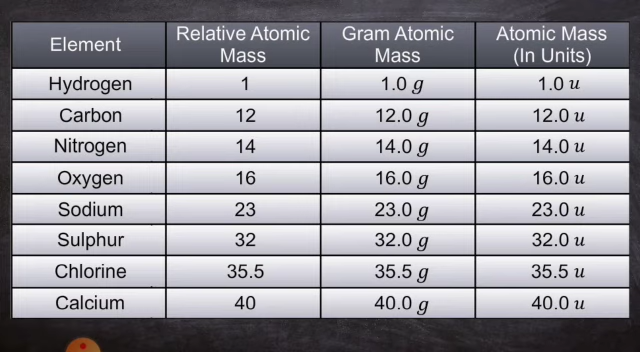 Element Relative Atomic Mass Gram Atomic Mass Atomic Mass (In Units)
Hydrogen 1 1.0 g 1.0 u
Carbon 12 12.0 g 12.0 u
Nitrogen 14 14.0 g 14.0 u
Oxygen 16 16.0 g 16.0 u
Sodium 23 23.0 g 23.0 u
Sulphur 32 32.0 g 32.0 u
Chlorine 35.5 35.5 g 35.5 u
Calcium 40 40.0 g 40.0 u